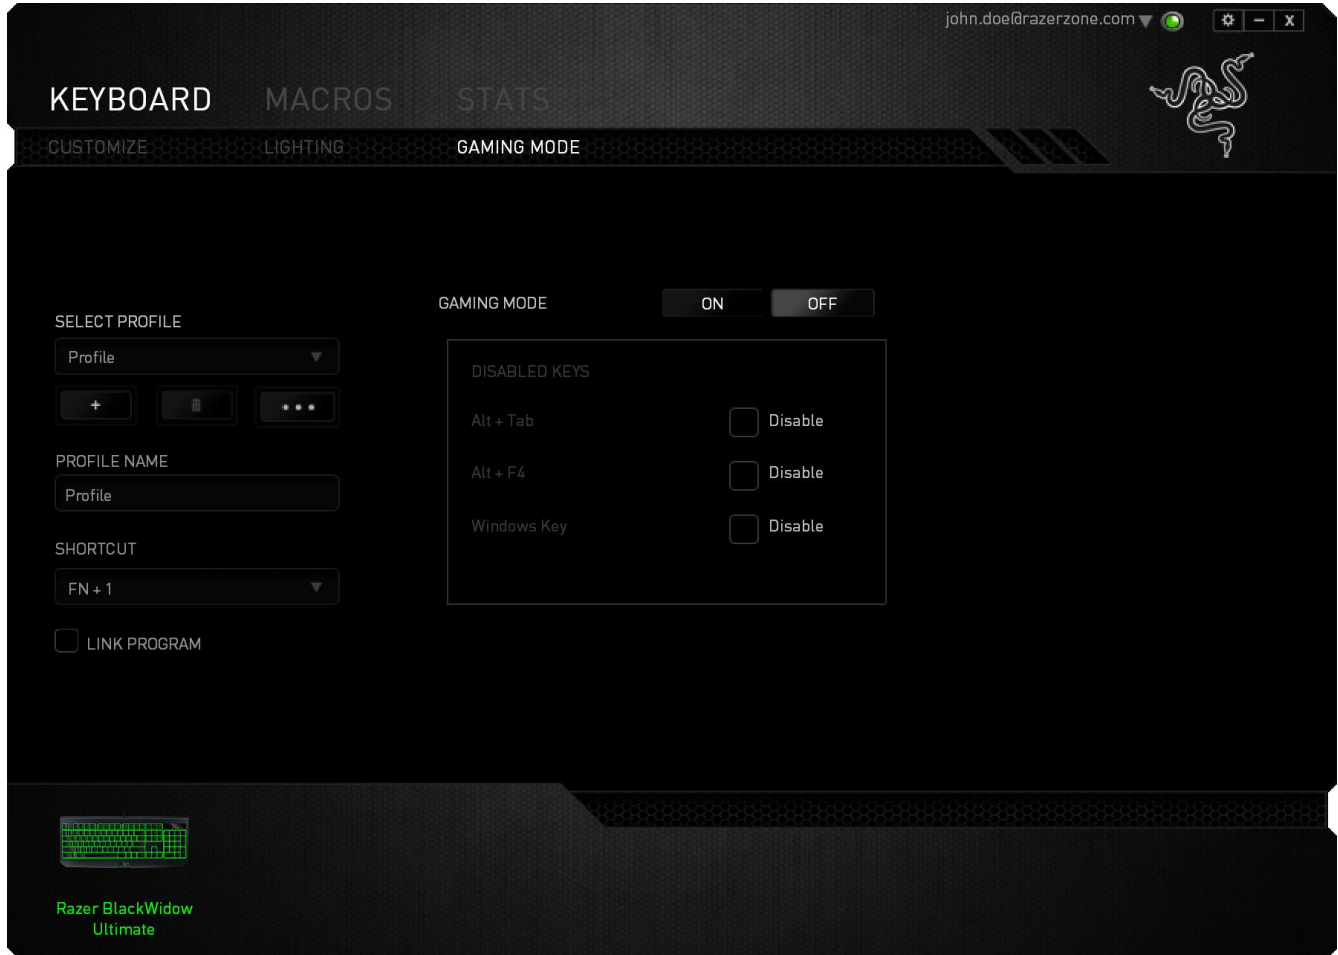 john.doe@razerzone.com
X
KEYBOARD MACROS STATS
CUSTOMIZE LIGHTING GAMING MODE
GAMING MODE ON OFF
SELECT PROFILE
Profile
+
PROFILE NAME
Profile
SHORTCUT
FN + 1
LINK PROGRAM
DISABLED KEYS
Alt + Tab Disable
Alt + F4 Disable
Windows Key Disable
Razer BlackWidow
Ultimate